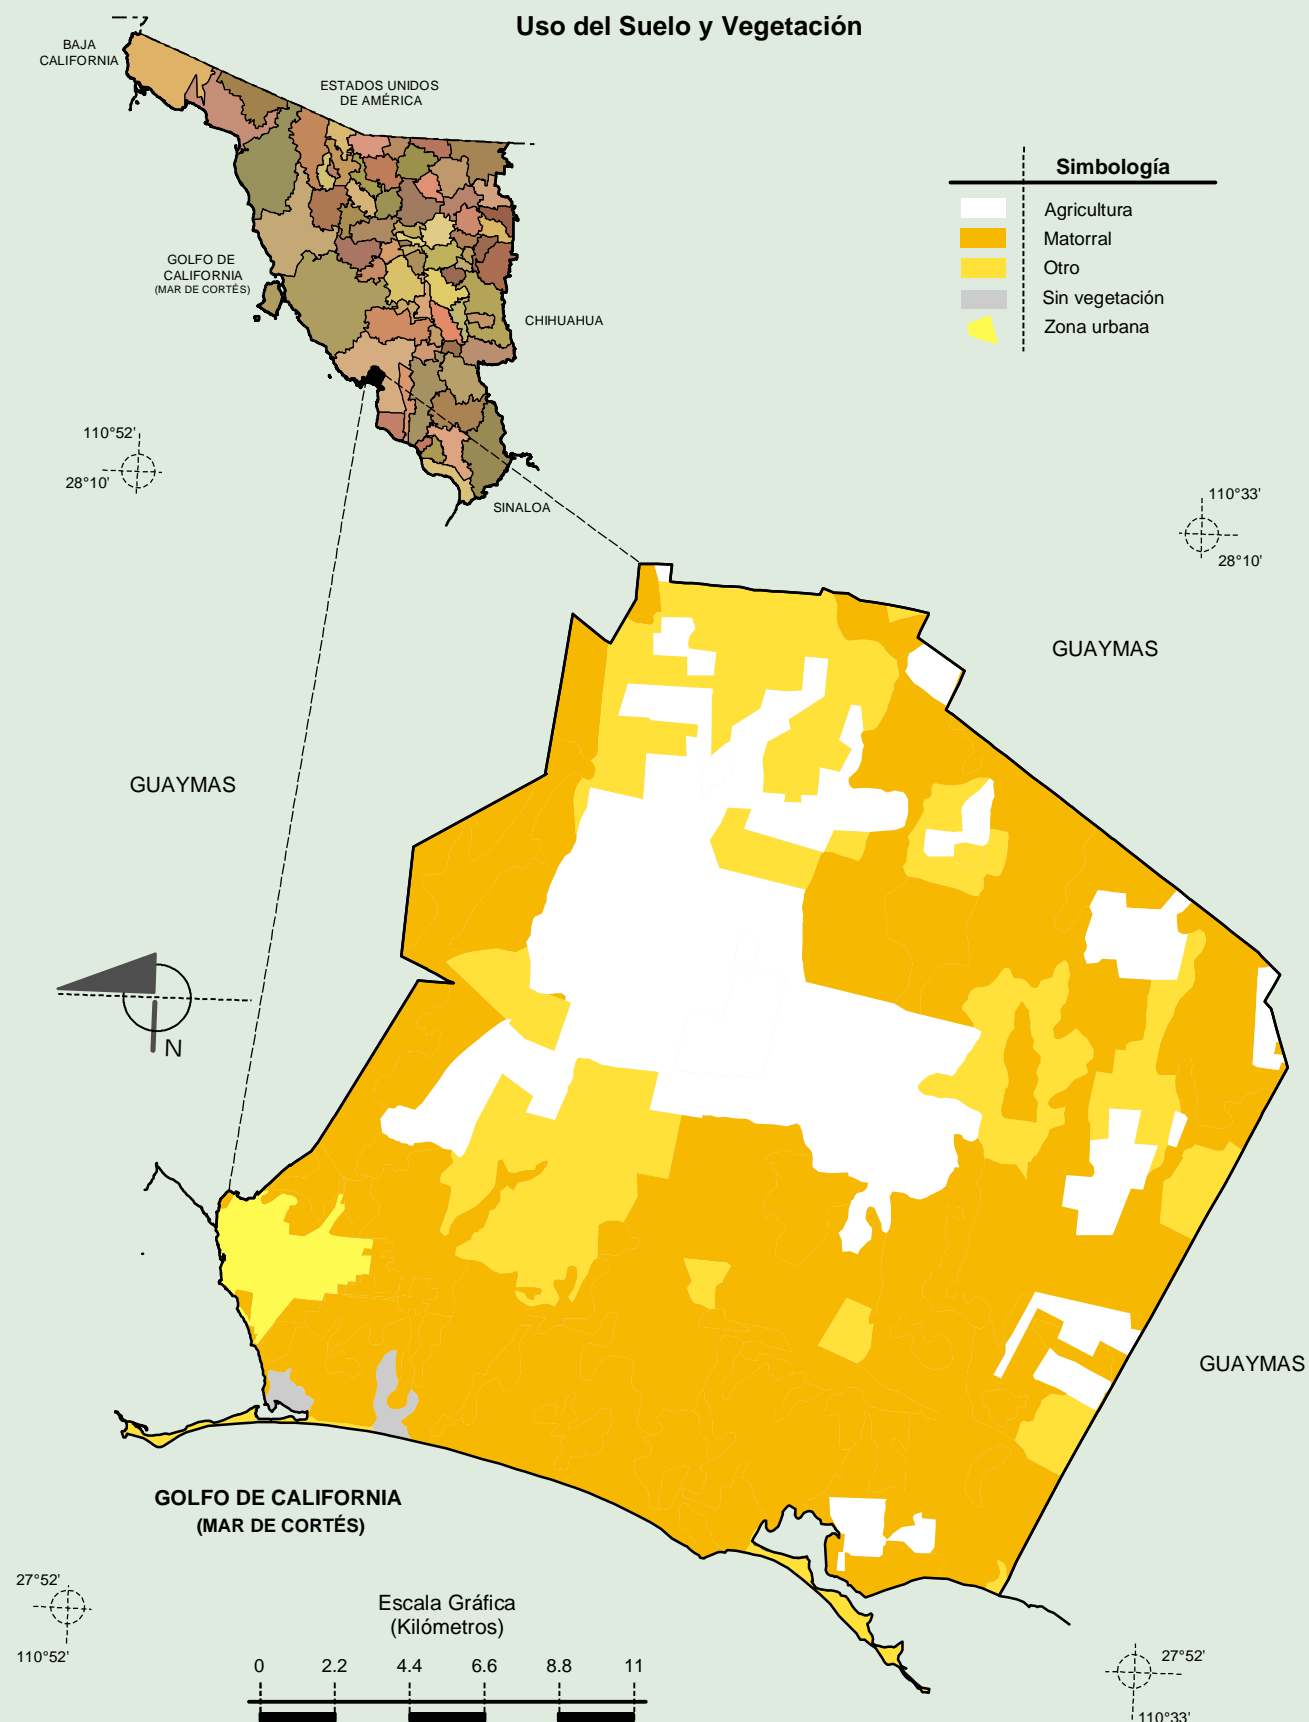 Uso del Suelo y Vegetación
BAJA
CALIFORNIA
ESTADOS UNIDOS
DE AMÉRICA
Simbología
Agricultura
Matorral
Otro
Sin vegetación
Zona urbana
GOLFO DE
CALIFORNIA
(MAR DE CORTÉS)
CHIHUAHUA
SINALOA
110°52'
28°10'
110°33'
28°10'
GUAYMAS
GUAYMAS
N
GUAYMAS
GOLFO DE CALIFORNIA
(MAR DE CORTÉS)
27°52'
110°52'
Escala Gráfica
(Kilómetros)
0 2.2 4.4 6.6 8.8 11
27°52'
110°33'